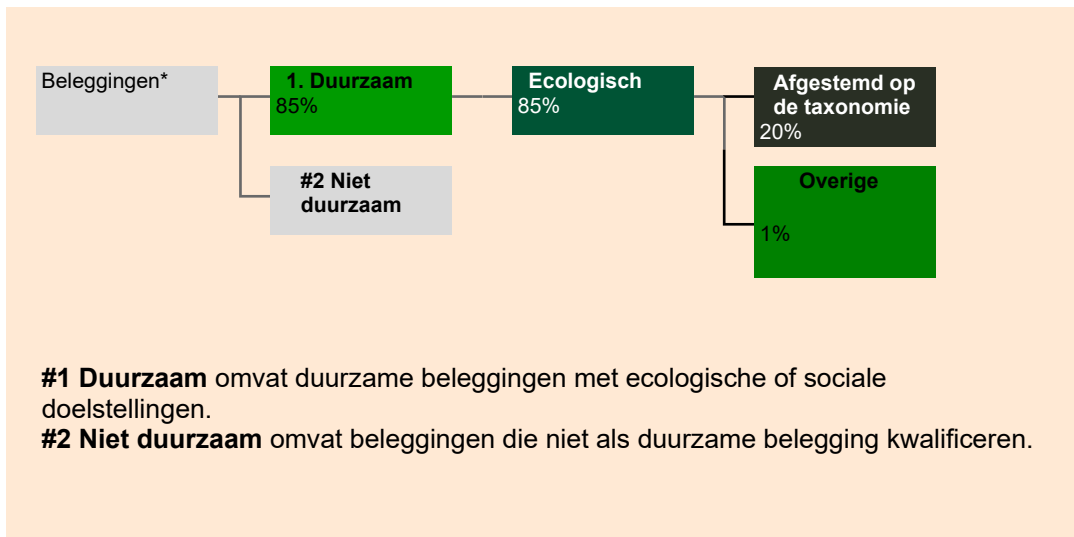 Beleggingen*
1. Duurzaam
85%
Ecologisch
85%
Afgestemd op
de taxonomie
20%
#2 Niet
duurzaam
Overige
1%
#1 Duurzaam omvat duurzame beleggingen met ecologische of sociale
doelstellingen.
#2 Niet duurzaam omvat beleggingen die niet als duurzame belegging kwalificeren.